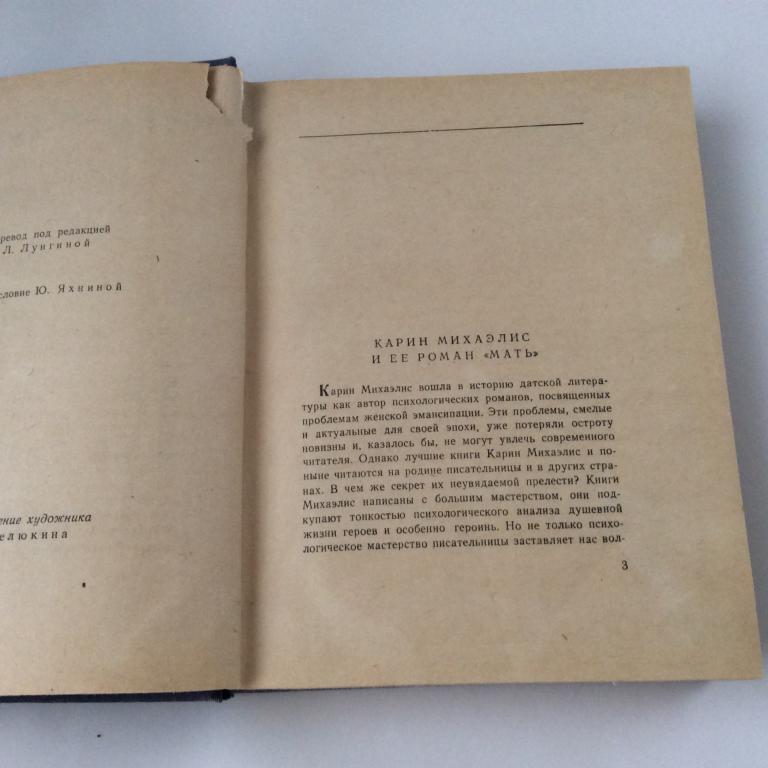 ревод под редакцией
Л. Лунгиной
словие Ю. Яхниной
ение художника
елюкина
КАРИН МИХАЭЛИС
И ЕЕ РОМАН «МАТЬ»
Карин Михаэлис вошла в историю датской литера-
туры как автор психологических романов, посвященных
проблемам женской эмансипации. Эти проблемы, смелые
и актуальные для своей эпохи, уже потеряли остроту
новизны и, казалось бы, не могут увлечь современного
читателя. Однако лучшие книги Карин Михаэлис и по-
ныне читаются на родине писательницы и в других стра-
нах. В чем же секрет их неувядаемой прелести? Книги
Михаэлис написаны с большим мастерством, они под-
купают тонкостью психологического анализа душевной
жизни героев и особенно героинь. Но не только психо-
логическое мастерство писательницы заставляет нас вол-
3